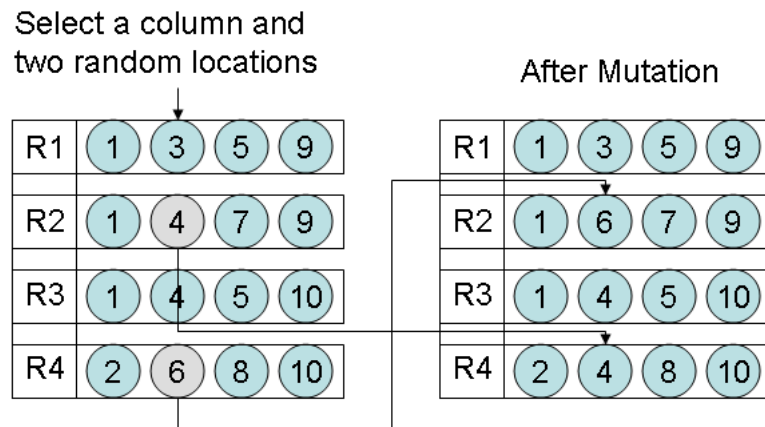 Select a column and
two random locations
After Mutation
R1 1 3 5 9
R2 1 4 7 9
R3 1 4 5 10
R4 2 6 8 10
R1 1 3 5 9
R2 1 6 7 9
R3 1 4 5 10
R4 2 4 8 10